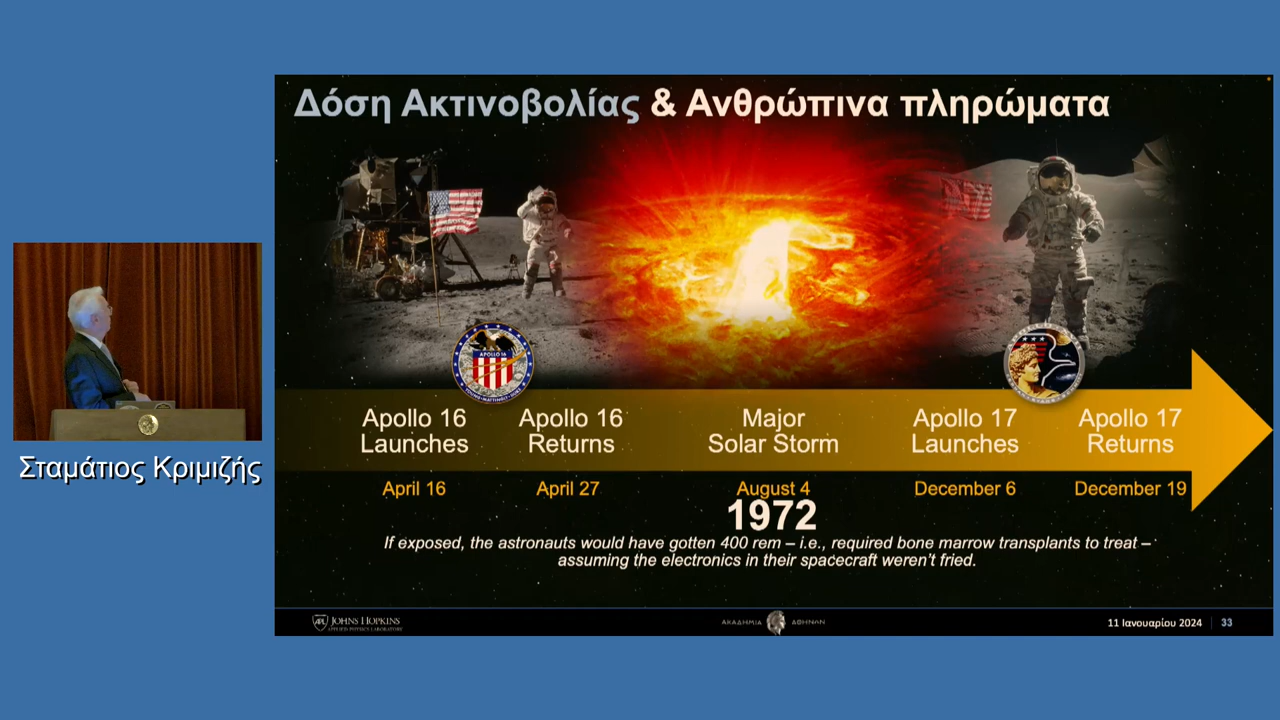 Δόση Ακτινοβολίας & Ανθρώπινα πληρώματα
APOLLO 16
Apollo 16
Launches
Apollo 16
Returns
Major
Solar Storm
Apollo 17
Launches
Apollo 17
Returns
April 16
April 27
August 4
December 6
December 19
1972
If exposed, the astronauts would have gotten 400 rem – i.e., required bone marrow transplants to treat –
assuming the electronics in their spacecraft weren't fried.
Σταμάτιος Κριμιζής
APL
JOHNS HOPKINS
APPLIED PHYSICS LABORATORY
ΑΚΑΔΗΜΙΑ ΑΘΗΝΩΝ
11 Ιανουαρίου 2024
33